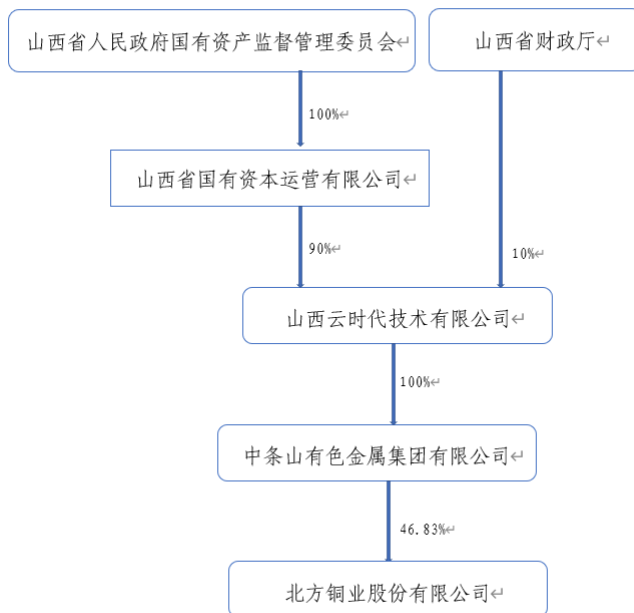 山西省人民政府国有资产监督管理委员会↵
山西省财政厅↵
100%↵
山西省国有资本运营有限公司↵
90%↵
10%↵
山西云时代技术有限公司↵
100%↵
中条山有色金属集团有限公司↵
46.83%↵
北方铜业股份有限公司↵